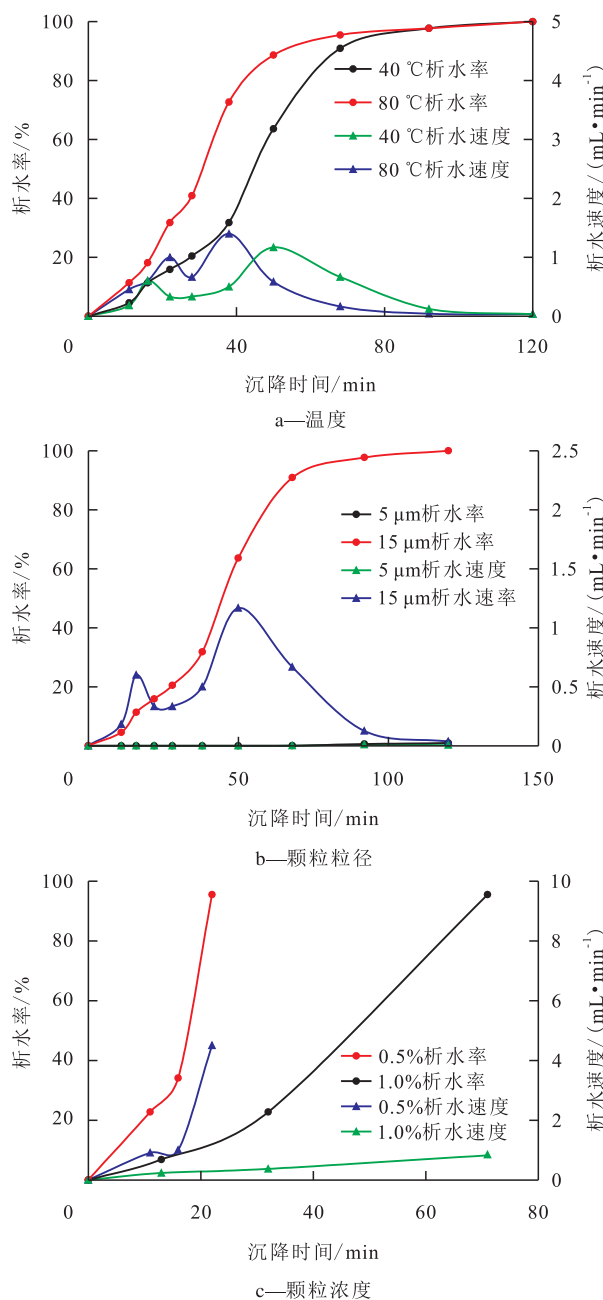 100
5
80
4
60
3
40
2
20
1
0
0
40
80
120
析水率/%
析水速度/(mL•min⁻¹)
40 ℃析水率
80 ℃析水率
40 ℃析水速度
80 ℃析水速度
沉降时间/min
a—温度
100
2.5
80
2
60
1.5
40
1
20
0.5
0
0
50
100
150
析水率/%
析水速度/(mL•min⁻¹)
5 μm析水率
15 μm析水率
5 μm析水速度
15 μm析水速率
沉降时间/min
b—颗粒粒径
100
10
80
8
60
6
40
4
20
2
0
0
20
40
60
80
析水率/%
析水速度/(mL•min⁻¹)
0.5%析水率
1.0%析水率
0.5%析水速度
1.0%析水速度
沉降时间/min
c—颗粒浓度